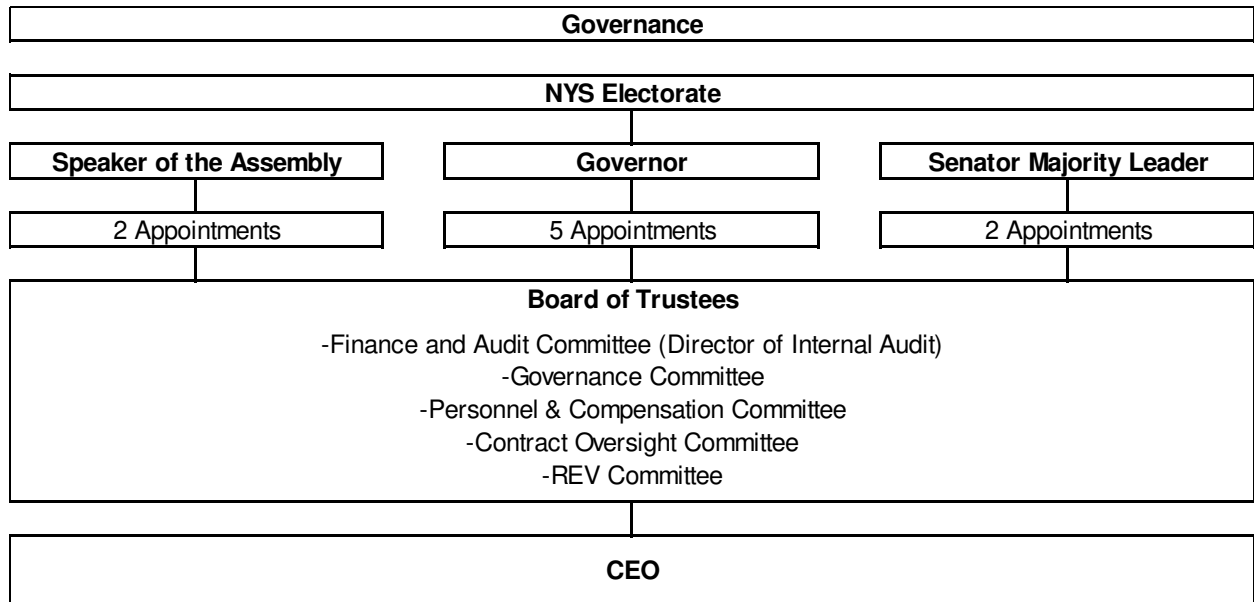 Governance
NYS Electorate
Speaker of the Assembly
Governor
Senator Majority Leader
2 Appointments
5 Appointments
2 Appointments
Board of Trustees
-Finance and Audit Committee (Director of Internal Audit)
-Governance Committee
-Personnel & Compensation Committee
-Contract Oversight Committee
-REV Committee
CEO